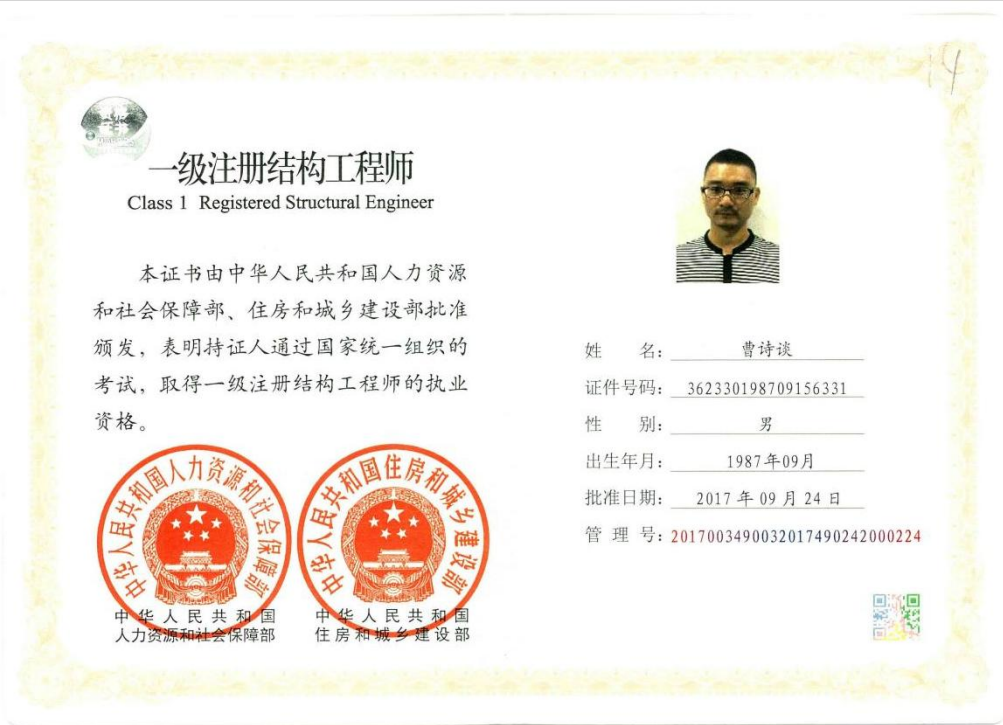 14
一级注册结构工程师
Class 1 Registered Structural Engineer
本证书由中华人民共和国人力资源
和社会保障部、住房和城乡建设部批准
颁发，表明持证人通过国家统一组织的
考试，取得一级注册结构工程师的执业
资格。
中华人民共和国人力资源和社会保障部
中华人民共和国
人力资源和社会保障部
中华人民共和国住房和城乡建设部
中华人民共和国
住房和城乡建设部
姓 名：曹诗谈
证件号码：362330198709156331
性 别：男
出生年月：1987年09月
批准日期：2017 年 09 月 24 日
管 理 号：2017003490032017490242000224